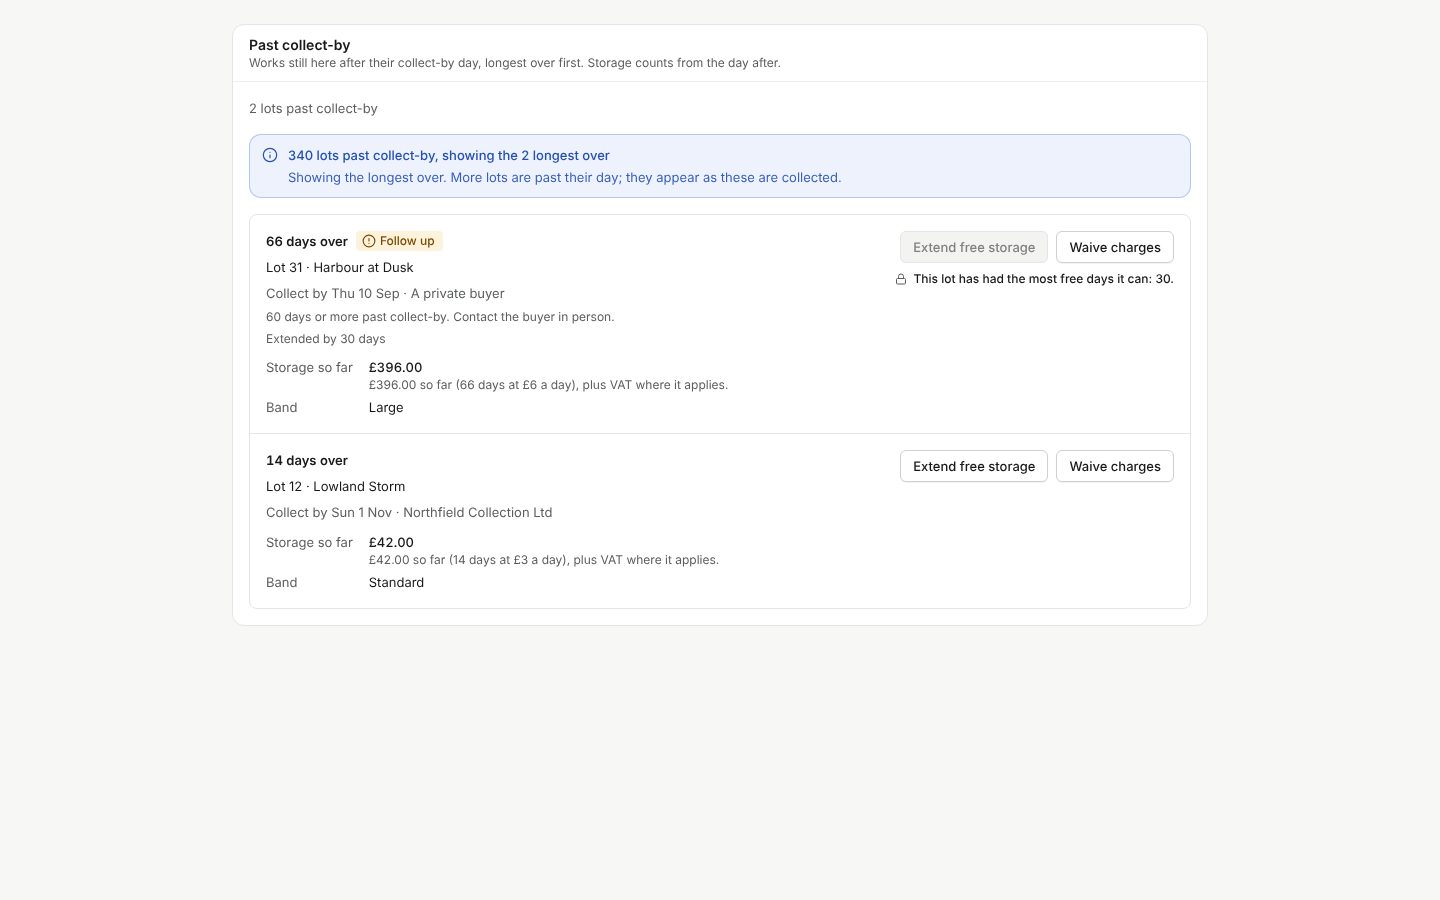 Past collect-by
Works still here after their collect-by day, longest over first. Storage counts from the day after.
2 lots past collect-by
340 lots past collect-by, showing the 2 longest over
Showing the longest over. More lots are past their day; they appear as these are collected.
66 days over Follow up
Extend free storage Waive charges
Lot 31 · Harbour at Dusk
This lot has had the most free days it can: 30.
Collect by Thu 10 Sep · A private buyer
60 days or more past collect-by. Contact the buyer in person.
Extended by 30 days
Storage so far £396.00
£396.00 so far (66 days at £6 a day), plus VAT where it applies.
Band Large
14 days over
Extend free storage Waive charges
Lot 12 · Lowland Storm
Collect by Sun 1 Nov · Northfield Collection Ltd
Storage so far £42.00
£42.00 so far (14 days at £3 a day), plus VAT where it applies.
Band Standard